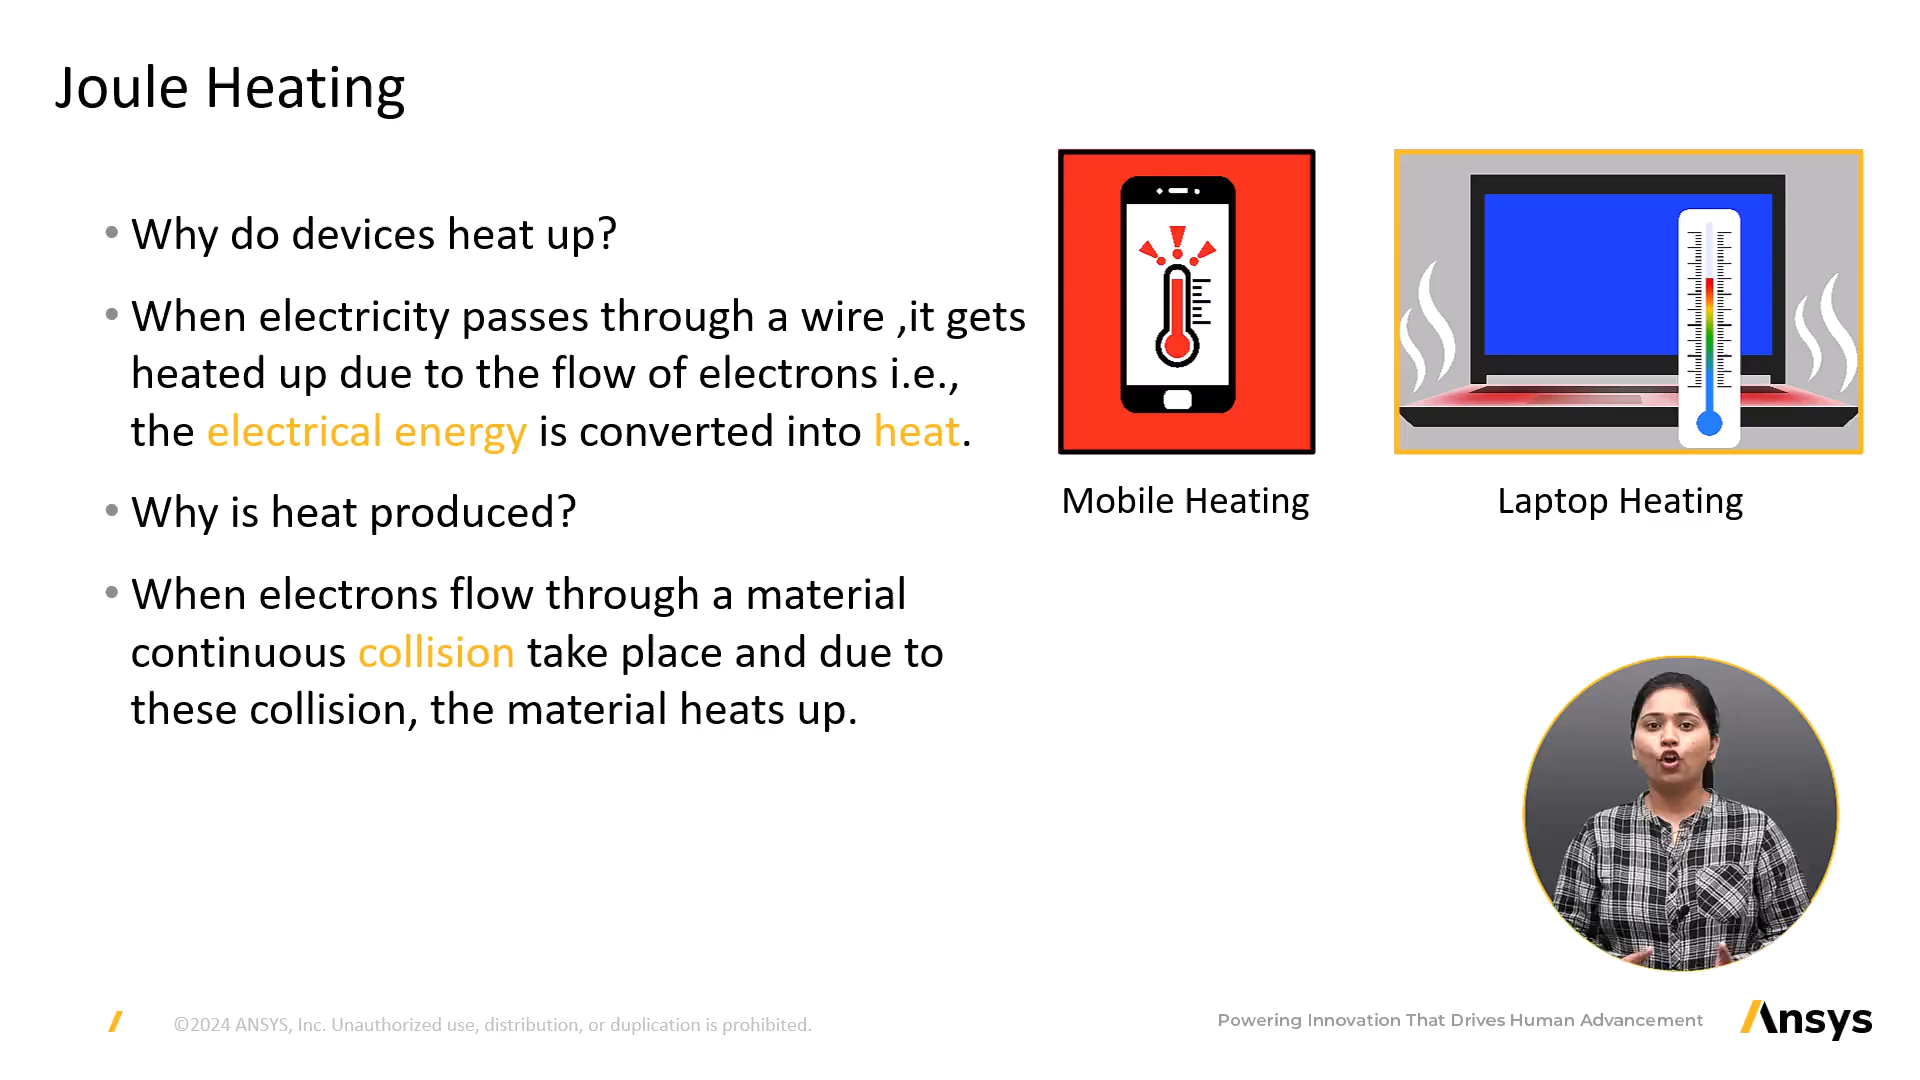 Joule Heating
• Why do devices heat up?
• When electricity passes through a wire ,it gets
heated up due to the flow of electrons i.e.,
the electrical energy is converted into heat.
• Why is heat produced?
• When electrons flow through a material
continuous collision take place and due to
these collision, the material heats up.
Mobile Heating
Laptop Heating
©2024 ANSYS, Inc. Unauthorized use, distribution, or duplication is prohibited.
Powering Innovation That Drives Human Advancement
Ansys